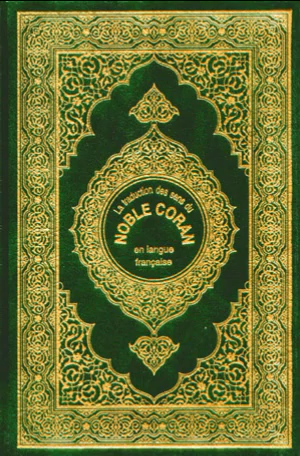 La traduction des sens du
NOBLE CORAN
en langue
française